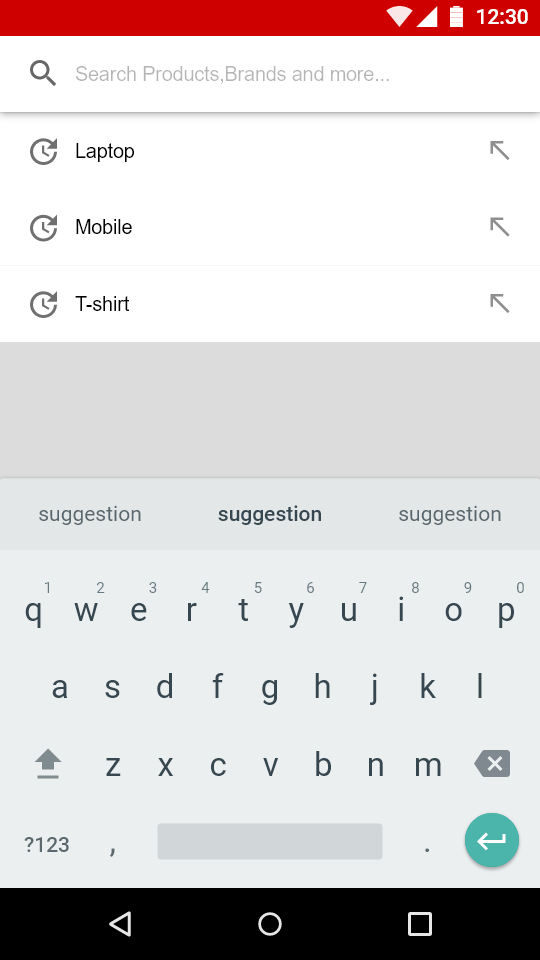 12:30
Search Products,Brands and more...
Laptop
Mobile
T-shirt
suggestion suggestion suggestion
1 2 3 4 5 6 7 8 9 0
q w e r t y u i o p
a s d f g h j k l
z x c v b n m
?123 , .